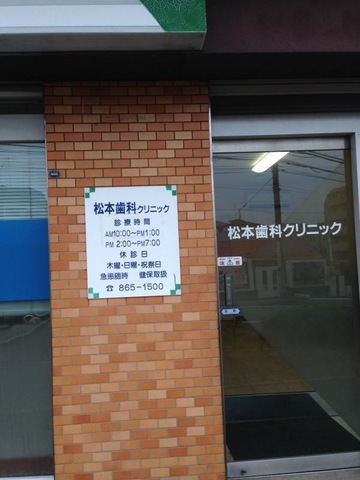 松本歯科クリニック
診療時間
AM10:00〜PM1:00
PM 2:00〜PM7:00
休診日
木曜・日曜・祝祭日
急患臨時 健保取扱
☎ 865-1500
松本歯科クリニック